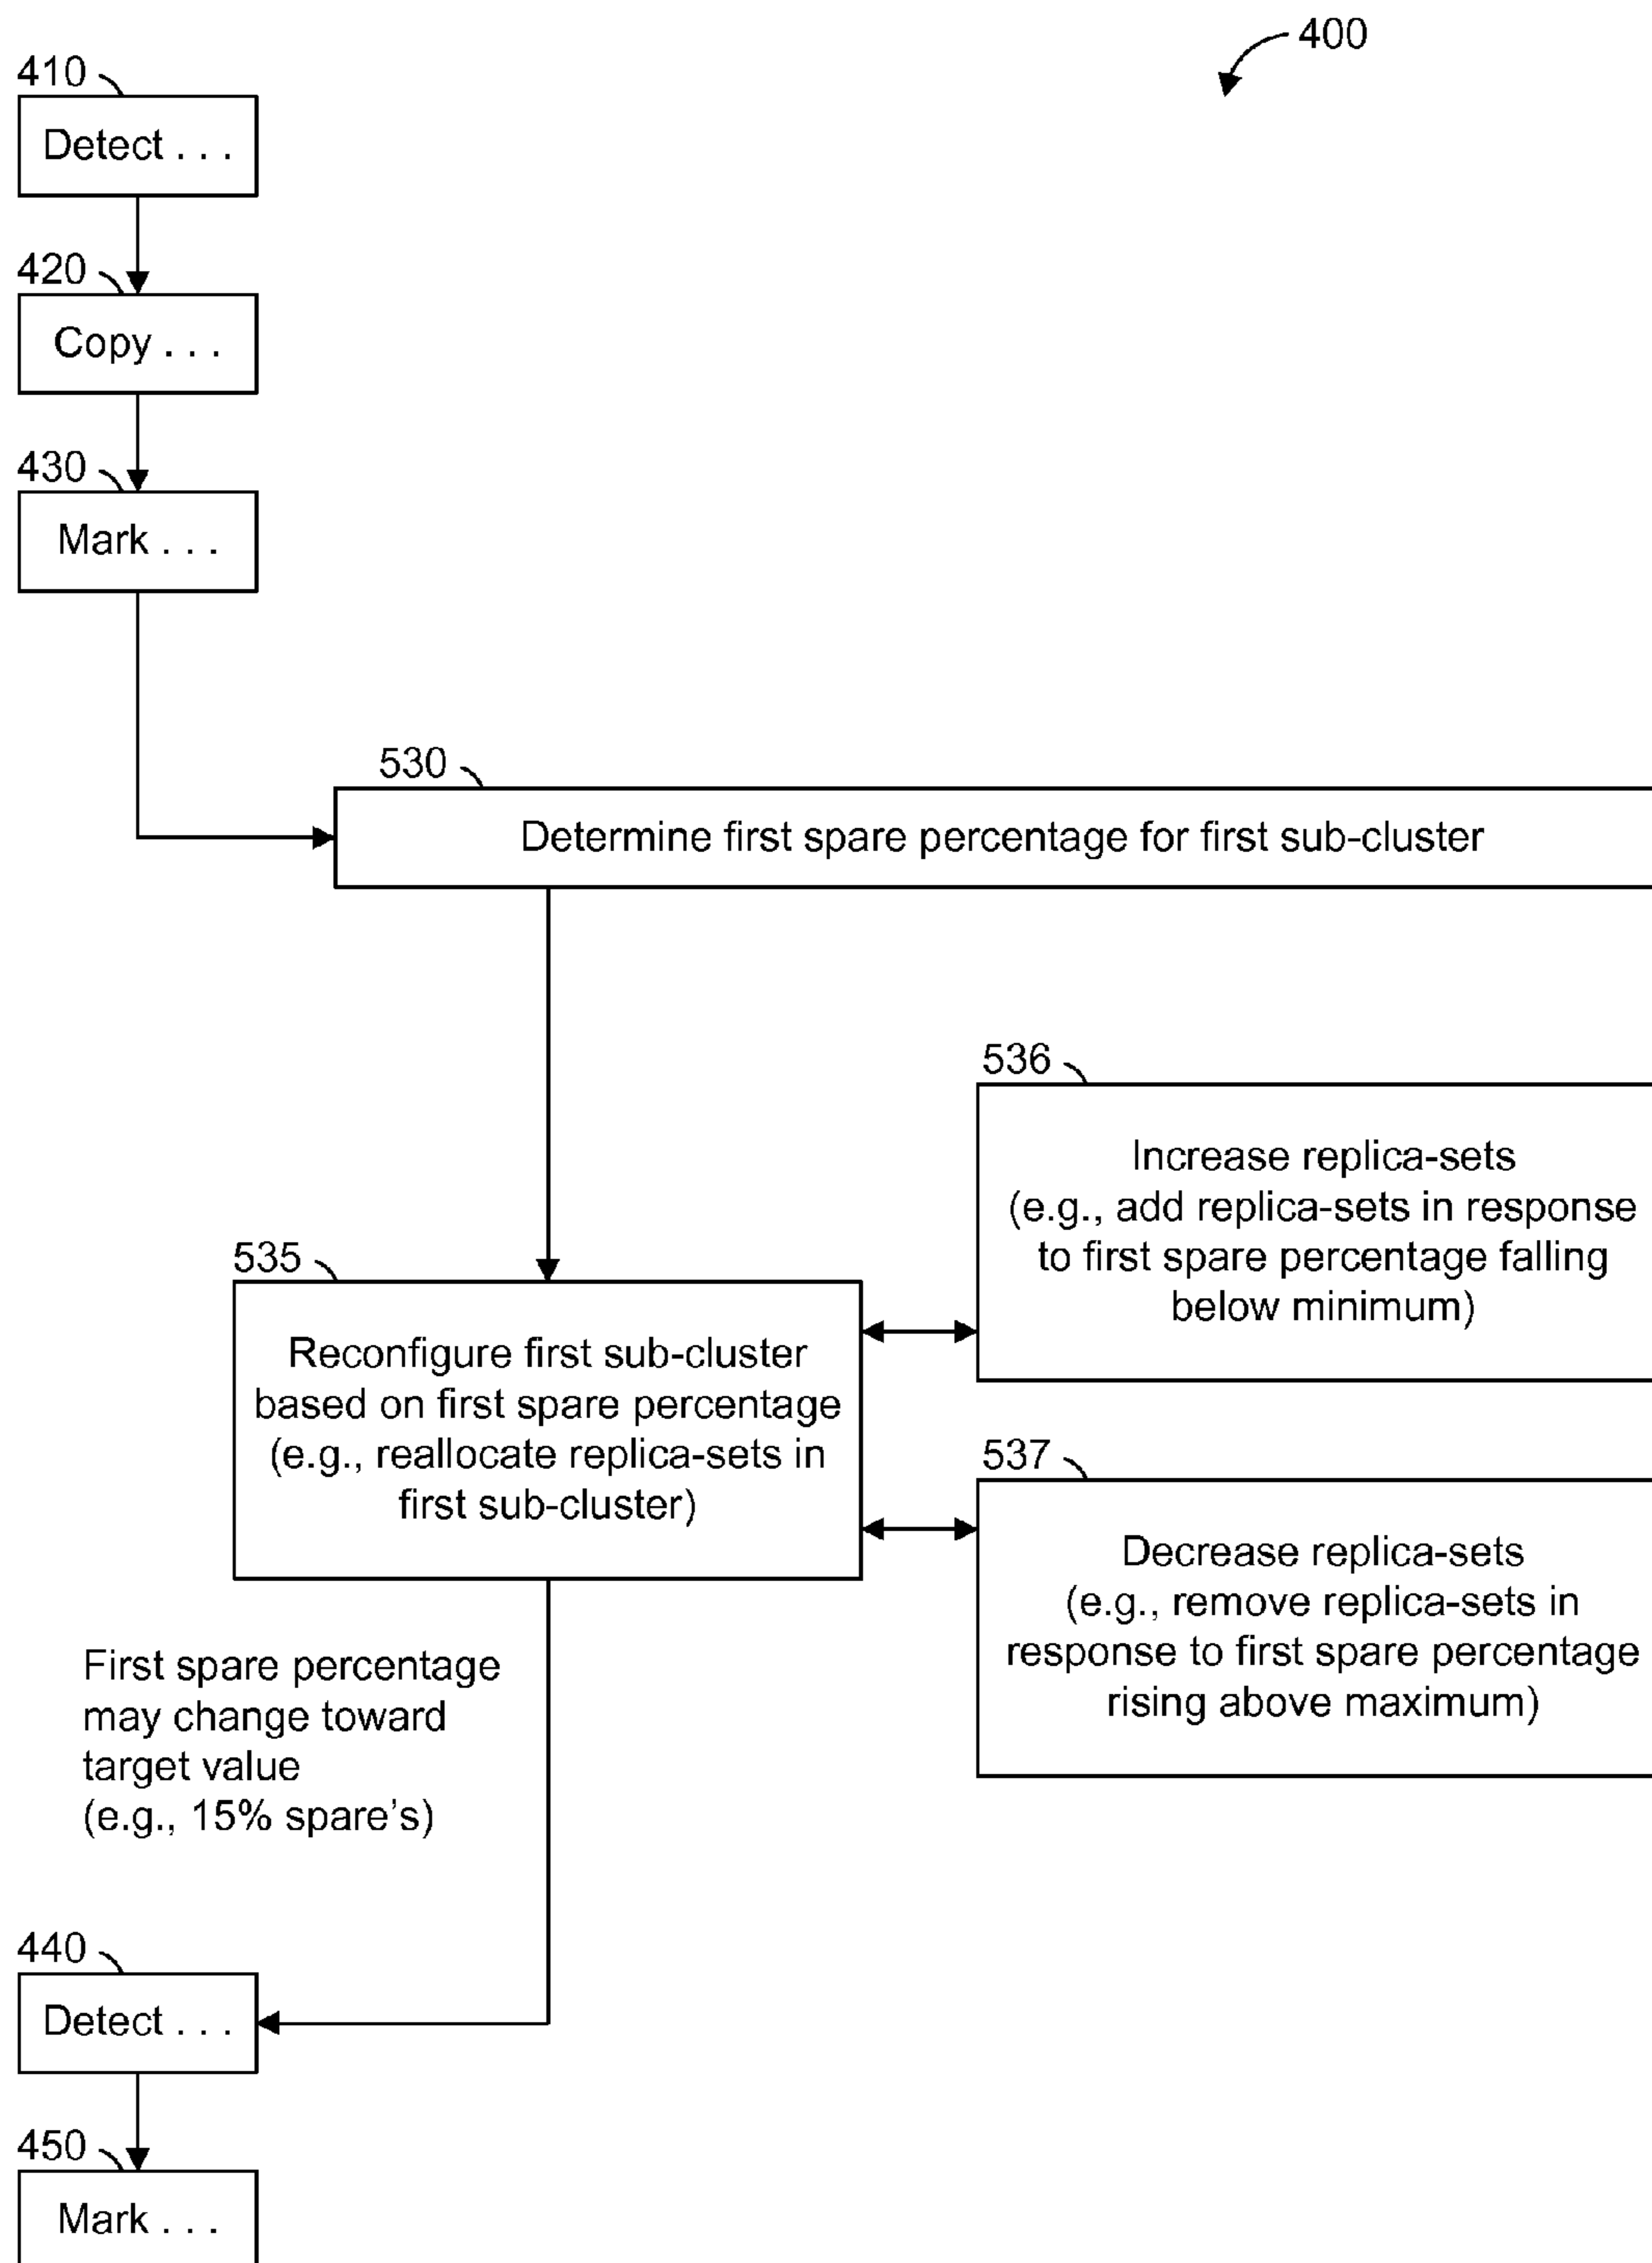 400
410
Detect . . .
420
Copy . . .
430
Mark . . .
530
Determine first spare percentage for first sub-cluster
536
Increase replica-sets
(e.g., add replica-sets in response
to first spare percentage falling
below minimum)
535
Reconfigure first sub-cluster
based on first spare percentage
(e.g., reallocate replica-sets in
first sub-cluster)
537
Decrease replica-sets
(e.g., remove replica-sets in
response to first spare percentage
rising above maximum)
First spare percentage
may change toward
target value
(e.g., 15% spare's)
440
Detect . . .
450
Mark . . .